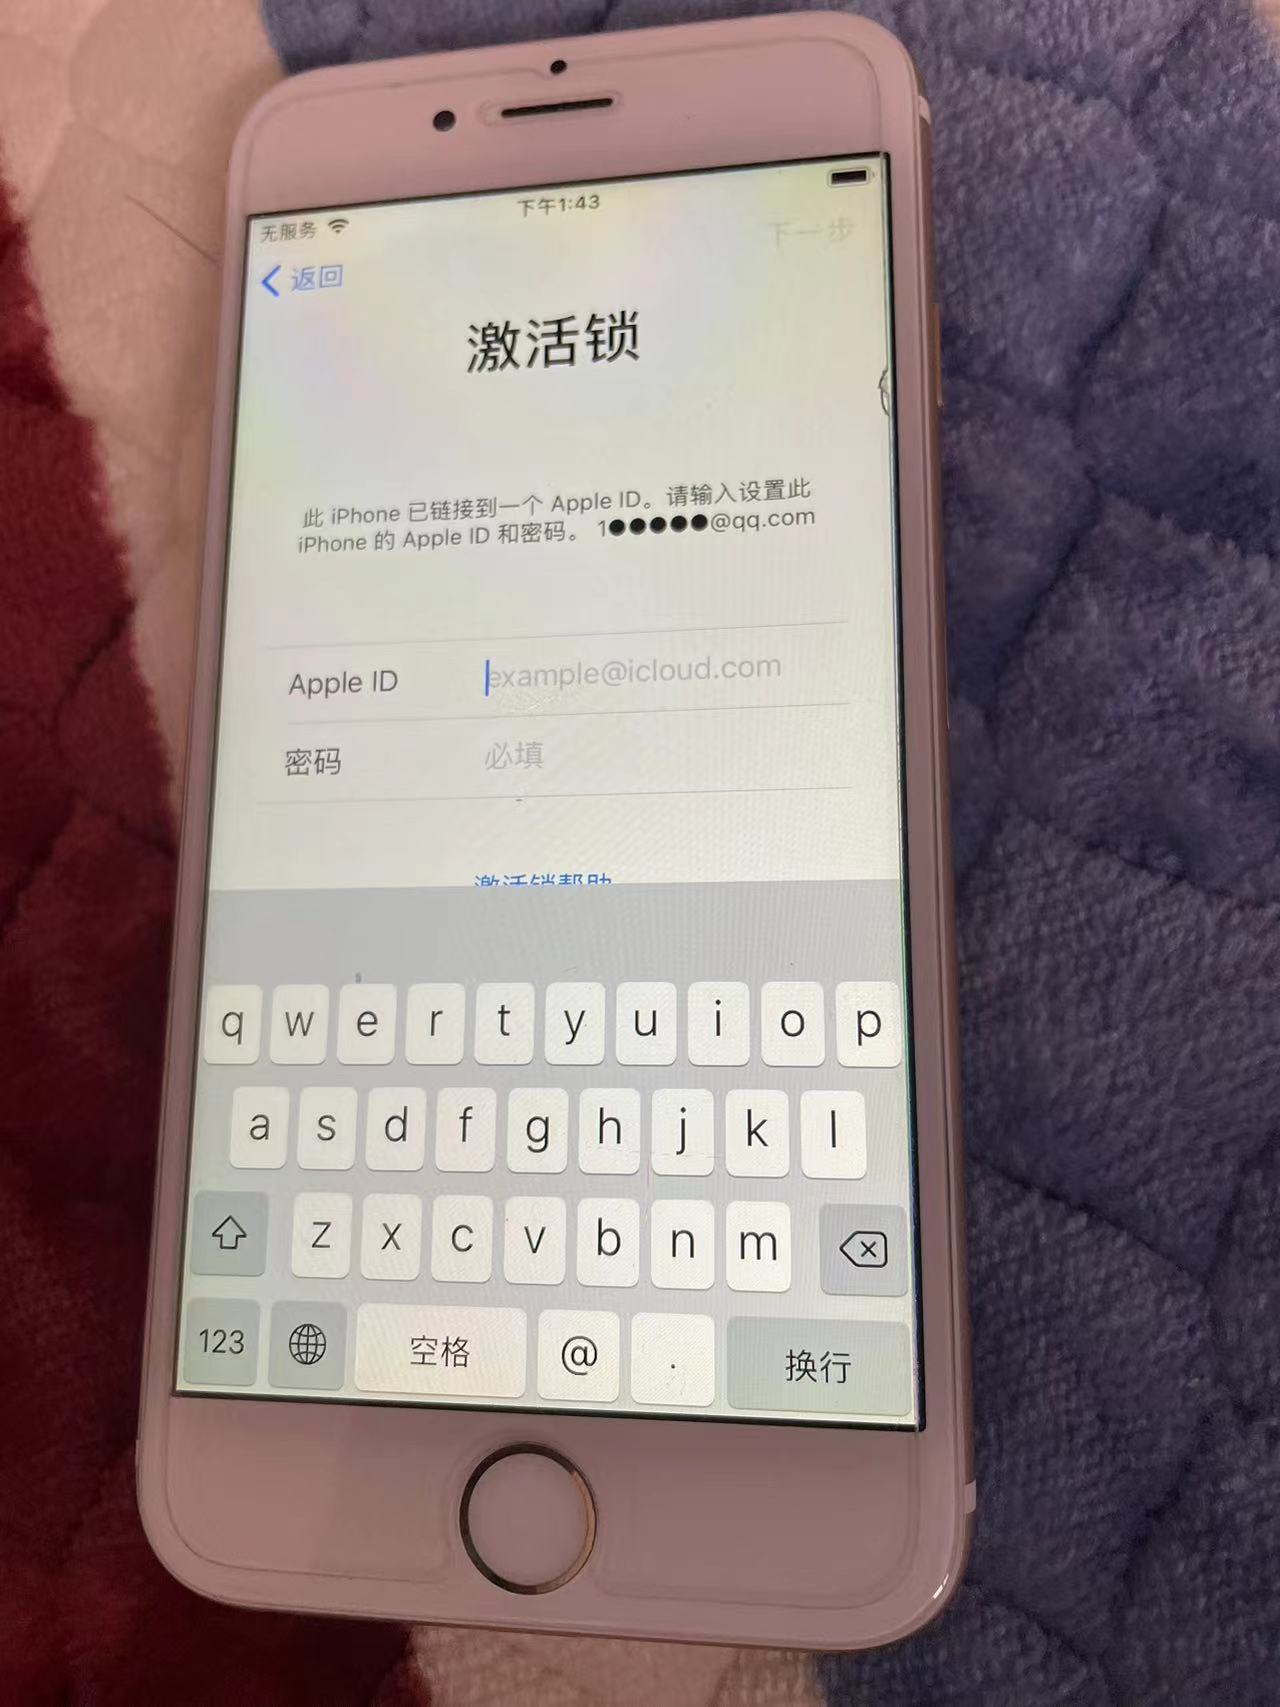 无服务
下午1:43
返回
下一步
激活锁
此 iPhone 已链接到一个 Apple ID。请输入设置此
iPhone 的 Apple ID 和密码。 1●●●●●@qq.com
Apple ID
example@icloud.com
密码
必填
激活锁帮助
q w e r t y u i o p
a s d f g h j k l
z x c v b n m
123
空格
@
.
换行